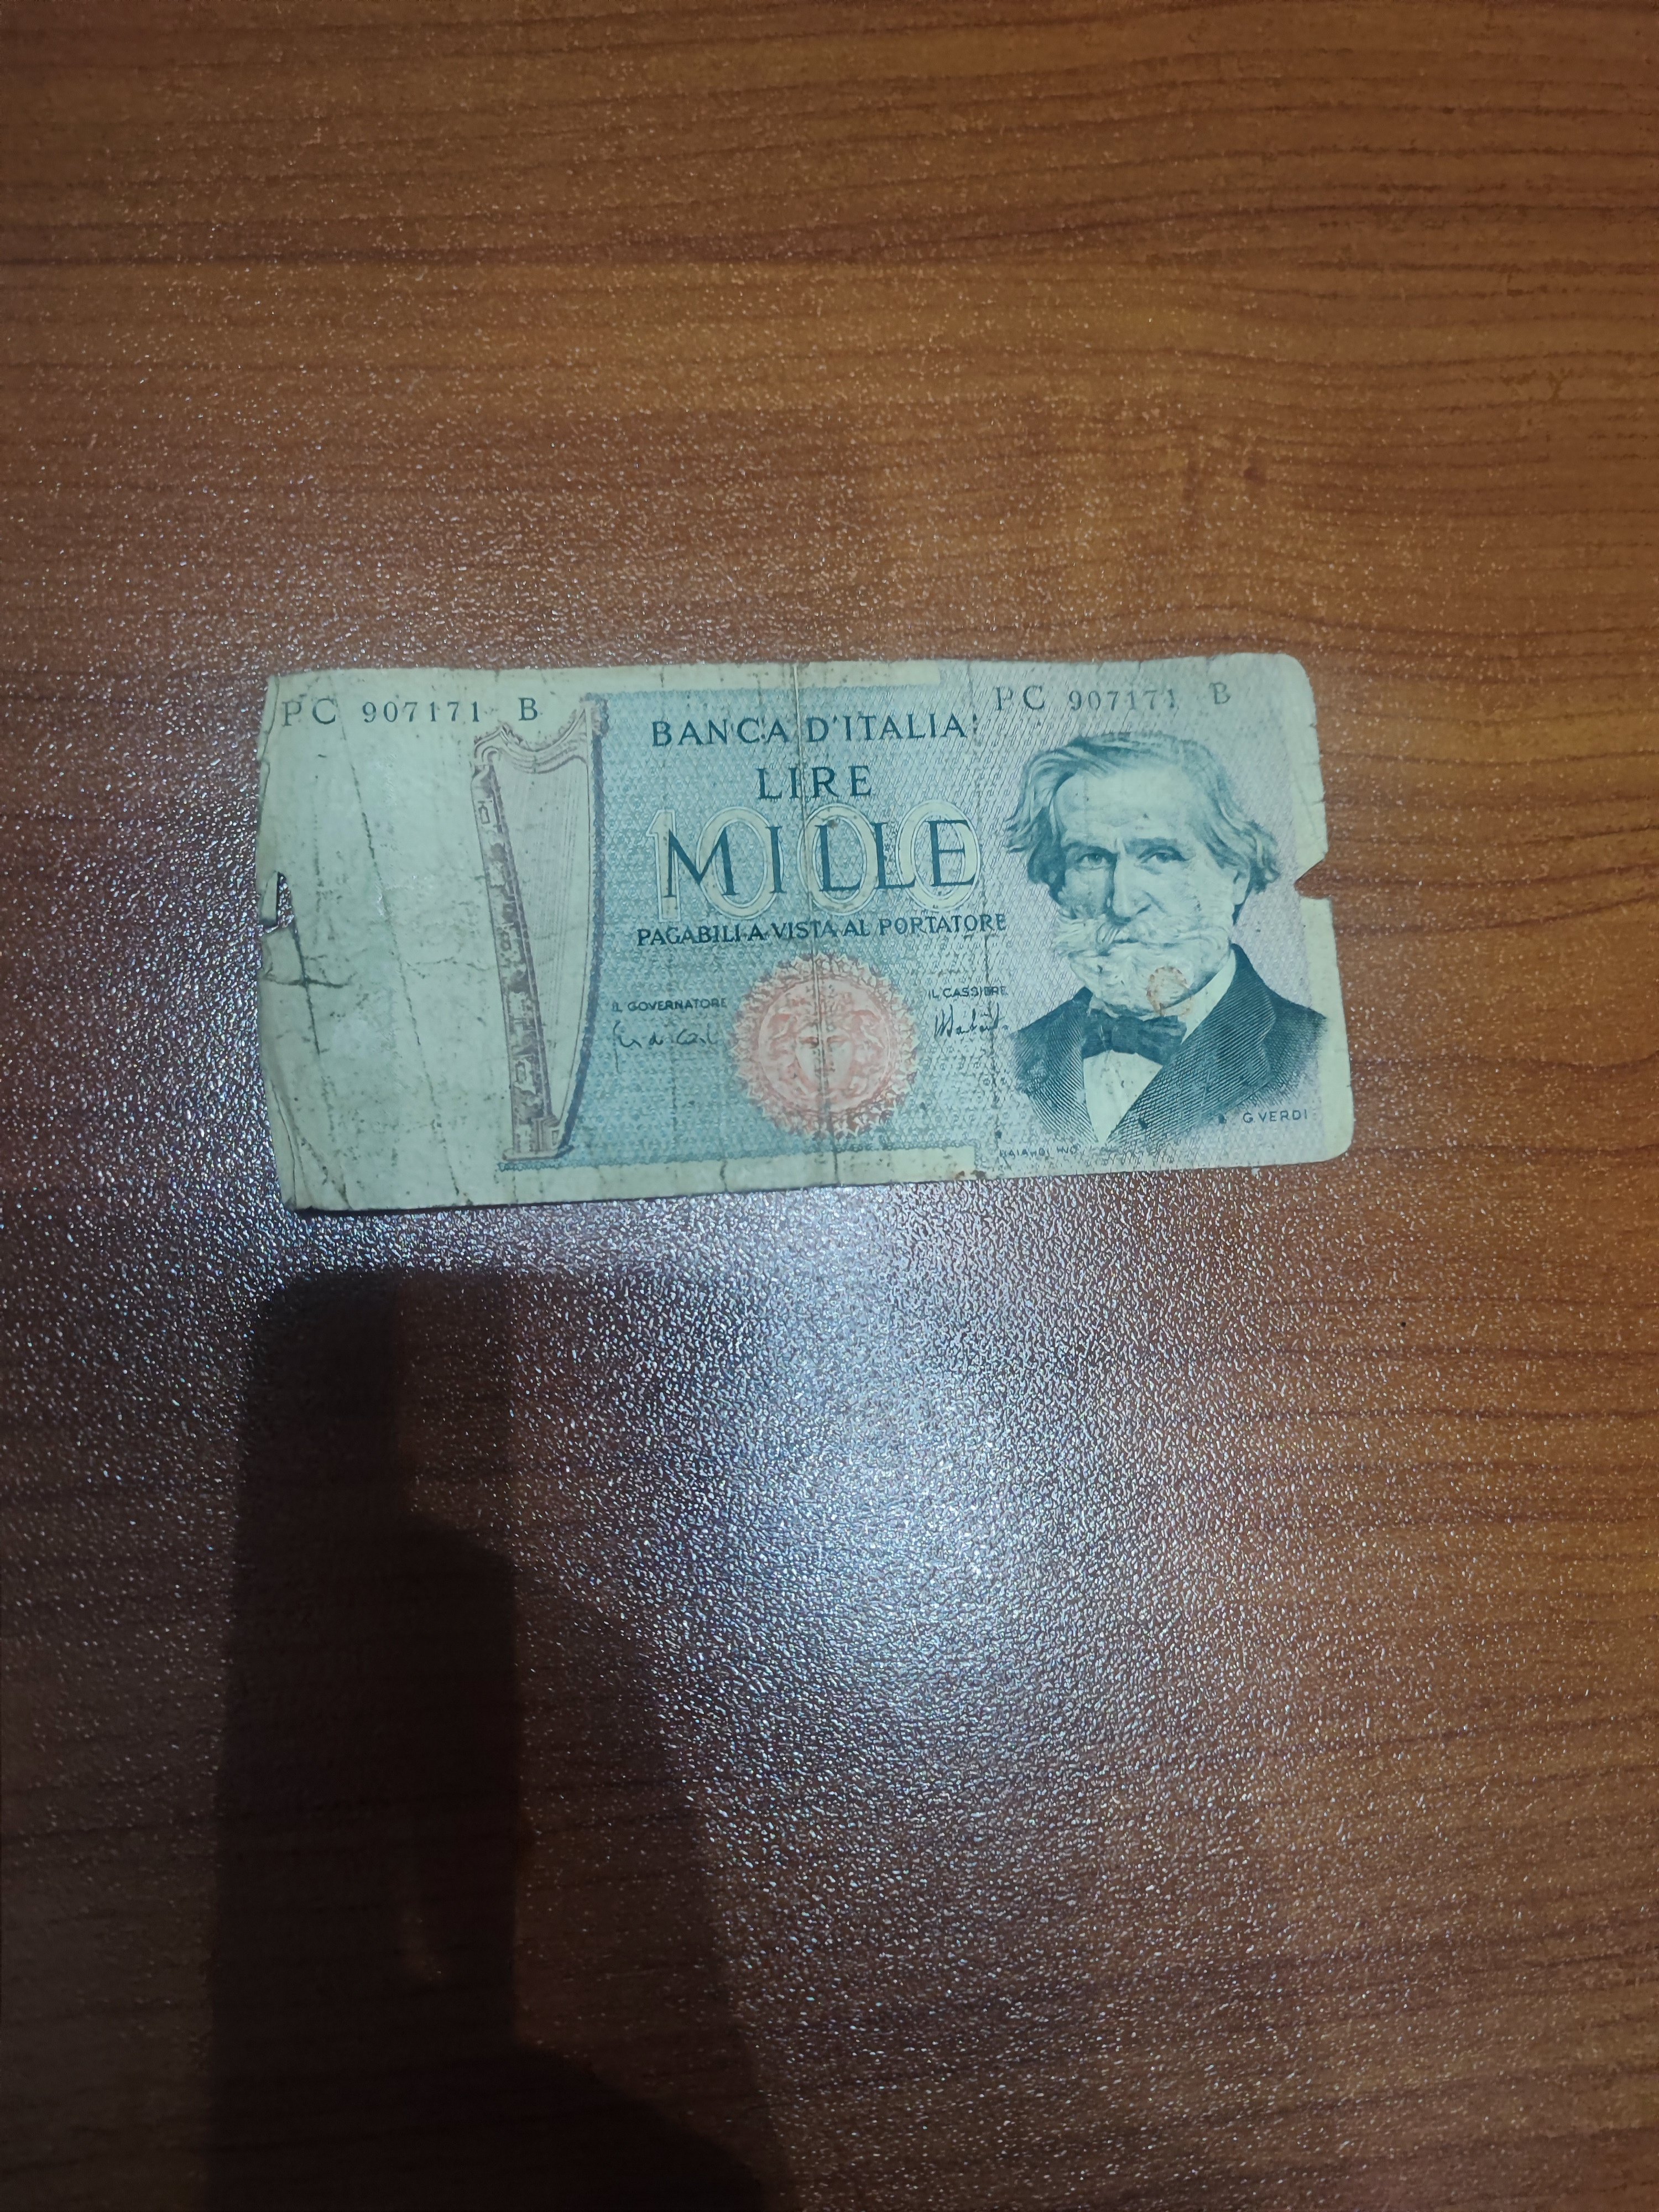 PC 907171 B
PC 907171 B
BANCA D'ITALIA
LIRE
1000
MILLE
PAGABILI A VISTA AL PORTATORE
IL GOVERNATORE
IL CASSIERE
G. VERDI